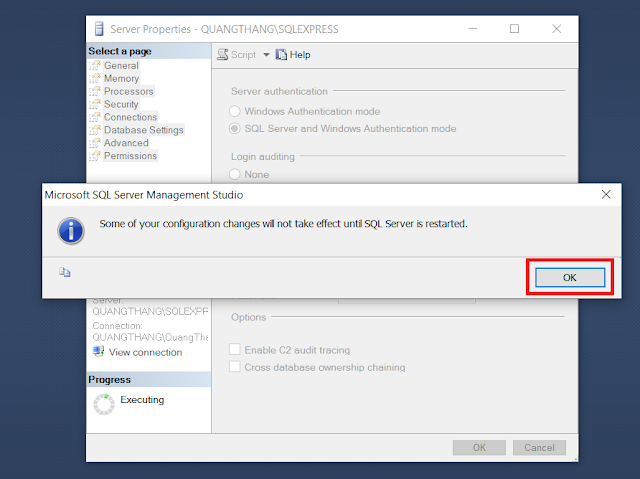 Server Properties - QUANGTHANG\SQLEXPRESS
Select a page
General
Memory
Processors
Security
Connections
Database Settings
Advanced
Permissions
Script
Help
Server authentication
Windows Authentication mode
SQL Server and Windows Authentication mode
Login auditing
None
Microsoft SQL Server Management Studio
Some of your configuration changes will not take effect until SQL Server is restarted.
OK
Server:
QUANGTHANG\SQLEXPR
Connection:
QUANGTHANG\QuangTha
View connection
Progress
Executing
Options
Enable C2 audit tracing
Cross database ownership chaining
OK
Cancel